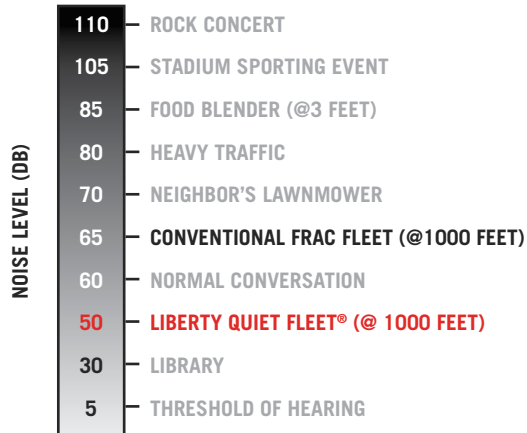 110 – ROCK CONCERT
105 – STADIUM SPORTING EVENT
85 – FOOD BLENDER (@3 FEET)
80 – HEAVY TRAFFIC
70 – NEIGHBOR'S LAWNMOWER
65 – CONVENTIONAL FRAC FLEET (@1000 FEET)
60 – NORMAL CONVERSATION
50 – LIBERTY QUIET FLEET® (@ 1000 FEET)
30 – LIBRARY
5 – THRESHOLD OF HEARING
NOISE LEVEL (DB)